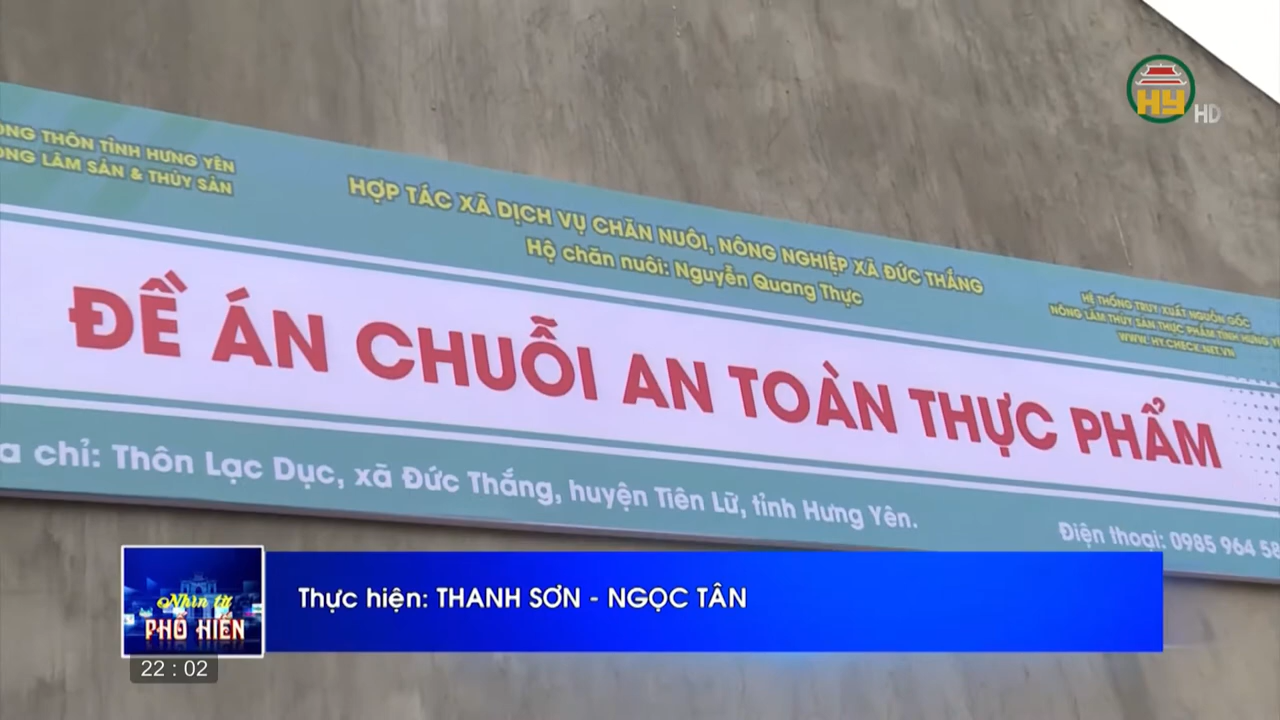 HY HD
THÔN TỈNH HƯNG YÊN
LÂM SẢN & THỦY SẢN
HỢP TÁC XÃ DỊCH VỤ CHĂN NUÔI, NÔNG NGHIỆP XÃ ĐỨC THẮNG
Hộ chăn nuôi: Nguyễn Quang Thực
HỆ THỐNG TRUY XUẤT NGUỒN GỐC
NÔNG LÂM THỦY SẢN THỰC PHẨM TỈNH HƯNG
WWW.HY.CHECK.NET.VN
ĐỀ ÁN CHUỖI AN TOÀN THỰC PHẨM
chỉ: Thôn Lạc Dục, xã Đức Thắng, huyện Tiên Lữ, tỉnh Hưng Yên.
Điện thoại: 0985 964 58
Nhìn từ
PHỐ HIẾN
Thực hiện: THANH SƠN - NGỌC TÂN
22 : 02